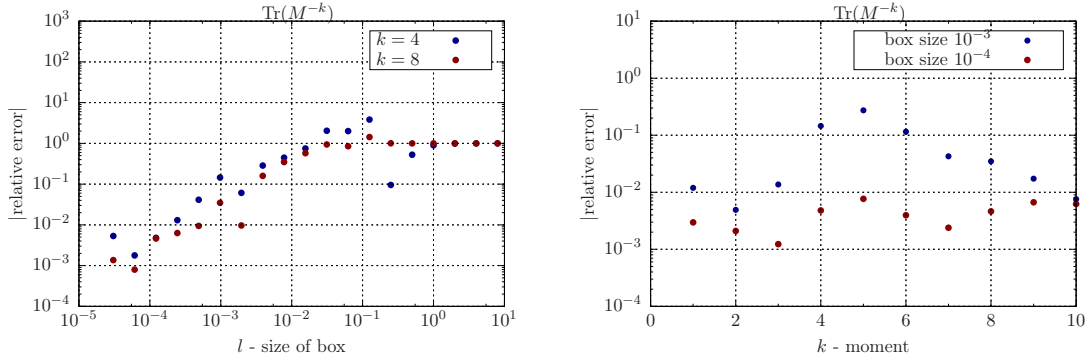 Tr(M^{-k})
10^3
10^2
10^1
10^0
10^{-1}
10^{-2}
10^{-3}
10^{-4}
|relative error|
k = 4
k = 8
10^{-5} 10^{-4} 10^{-3} 10^{-2} 10^{-1} 10^0 10^1
l - size of box
Tr(M^{-k})
10^1
10^0
10^{-1}
10^{-2}
10^{-3}
10^{-4}
|relative error|
box size 10^{-3}
box size 10^{-4}
0 2 4 6 8 10
k - moment